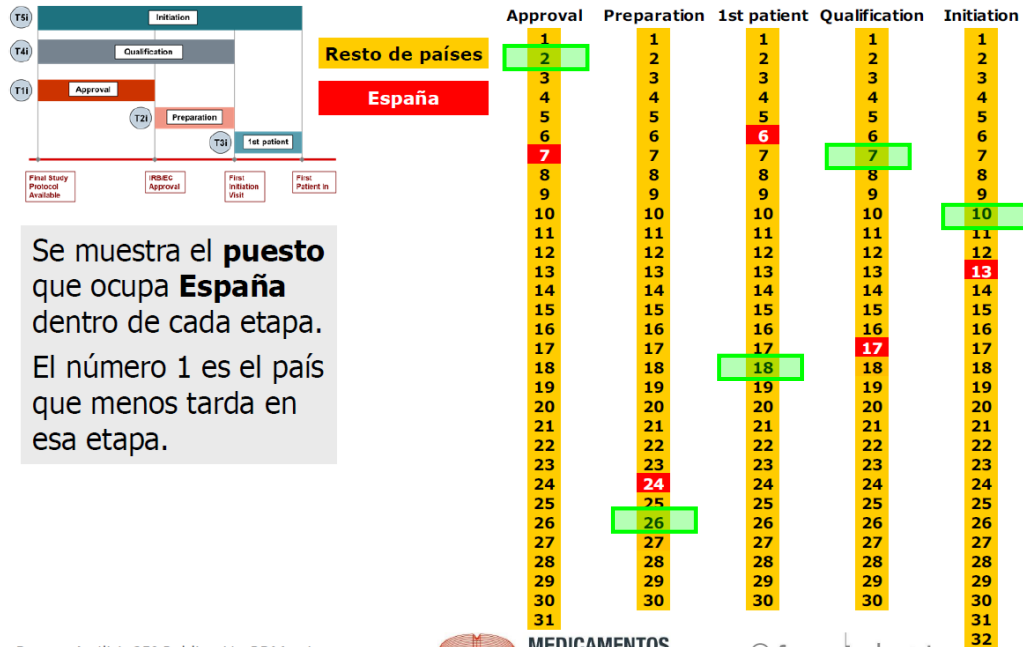 T5i Initiation
T4i Qualification
T1i Approval
T2i Preparation
T3i 1st patient
Final Study
Protocol
Available
IRB/EC
Approval
First
Initiation
Visit
First
Patient In
Resto de países
España
Se muestra el puesto
que ocupa España
dentro de cada etapa.
El número 1 es el país
que menos tarda en
esa etapa.
Approval Preparation 1st patient Qualification Initiation
1 1 1 1 1
2 2 2 2 2
3 3 3 3 3
4 4 4 4 4
5 5 5 5 5
6 6 6 6 6
7 7 7 7 7
8 8 8 8 8
9 9 9 9 9
10 10 10 10 10
11 11 11 11 11
12 12 12 12 12
13 13 13 13 13
14 14 14 14 14
15 15 15 15 15
16 16 16 16 16
17 17 17 17 17
18 18 18 18 18
19 19 19 19 19
20 20 20 20 20
21 21 21 21 21
22 22 22 22 22
23 23 23 23 23
24 24 24 24 24
25 25 25 25 25
26 26 26 26 26
27 27 27 27 27
28 28 28 28 28
29 29 29 29 29
30 30 30 30 30
31 31
32
MEDICAMENTOS